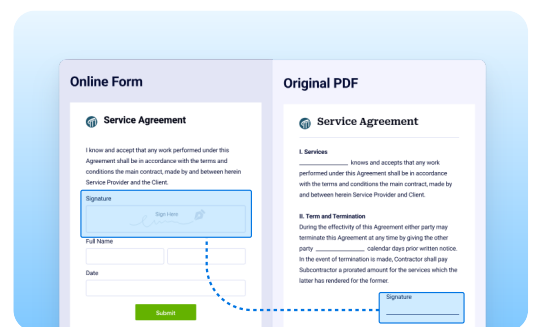 Online Form
Service Agreement
I know and accept that any work performed under this
Agreement shall be in accordance with the terms and
conditions the main contract, made by and between herein
Service Provider and the Client.
Signature
Sign Here
Full Name
Date
Submit
Original PDF
Service Agreement
I. Services
____________ knows and accepts that any work
performed under this Agreement shall be in accordance
with the terms and conditions the main contract, made by
and between herein Service Provider and Client.
II. Term and Termination
During the effectivity of this Agreement either party may
terminate this Agreement at any time by giving the other
party ____________ calendar days prior written notice.
In the event of termination is made, Contractor shall pay
Subcontractor a prorated amount for the services which the
latter has rendered for the former.
Signature